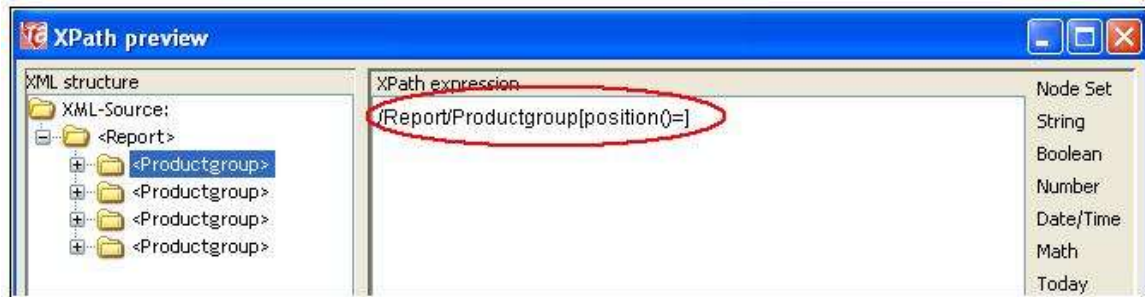 XPath preview
XML structure
XML-Source:
<Report>
<Productgroup>
<Productgroup>
<Productgroup>
<Productgroup>
XPath expression
/Report/Productgroup[position()=]
Node Set
String
Boolean
Number
Date/Time
Math
Today